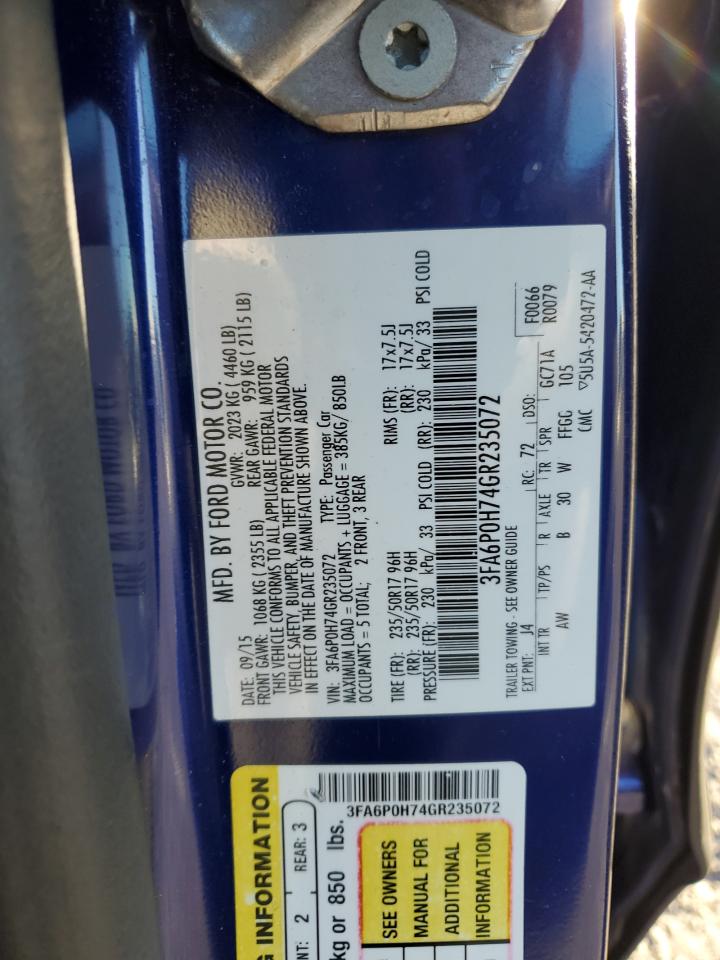 MFD. BY FORD MOTOR CO.
DATE: 09/15 GVWR: 2023 KG ( 4460 LB)
FRONT GAWR: 1068 KG ( 2355 LB) REAR GAWR: 959 KG ( 2115 LB)
THIS VEHICLE CONFORMS TO ALL APPLICABLE FEDERAL MOTOR
VEHICLE SAFETY, BUMPER, AND THEFT PREVENTION STANDARDS
IN EFFECT ON THE DATE OF MANUFACTURE SHOWN ABOVE.
VIN: 3FA6P0H74GR235072 TYPE: Passenger Car
MAXIMUM LOAD = OCCUPANTS + LUGGAGE = 385KG/ 850LB
OCCUPANTS = 5 TOTAL; 2 FRONT, 3 REAR
TIRE (FR): 235/50R17 96H RIMS (FR): 17x7.5J
(RR): 235/50R17 96H (RR): 17x7.5J
PRESSURE (FR): 230 kPa/ 33 PSI COLD (RR): 230 kPa/ 33 PSI COLD
3FA6P0H74GR235072
TRAILER TOWING - SEE OWNER GUIDE
EXT PNT: J4 RC: 72 DSO: F0066
R0079
INT TR TP/PS R AXLE TR SPR GC71A
AW B 30 W FFGG 105
CMC ▽5U5A-5420472-AA
INFORMATION
2 REAR: 3
kg or 850 lbs.
3FA6P0H74GR235072
SEE OWNERS
MANUAL FOR
ADDITIONAL
INFORMATION